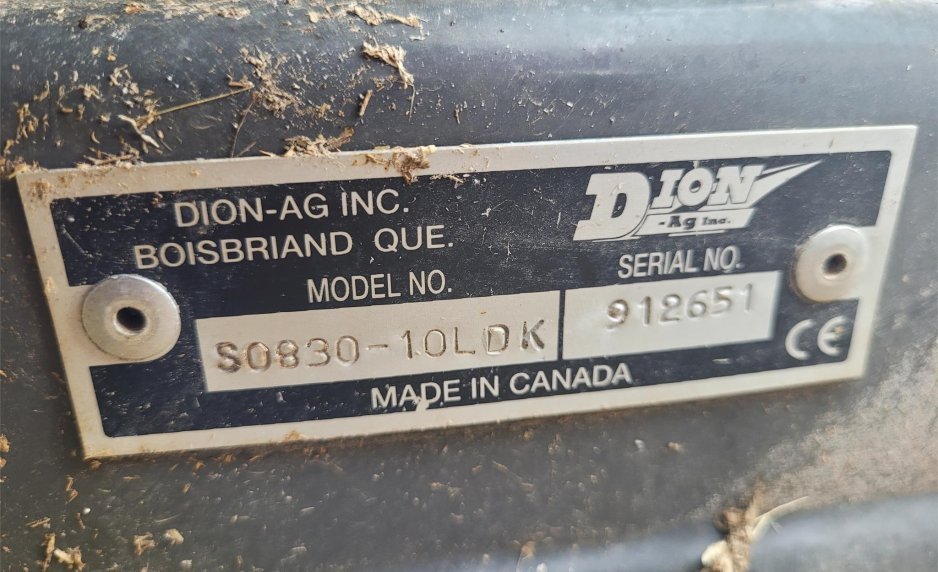 DION-AG INC.
BOISBRIAND QUE.
DION
-Ag Inc.
MODEL NO.
SERIAL NO.
S0830-10LDK
912651
MADE IN CANADA
CE